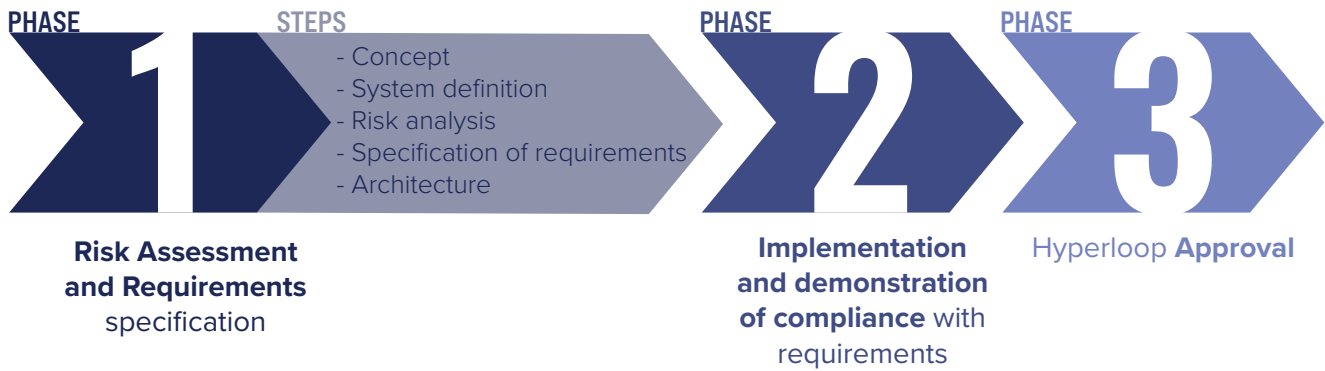 PHASE
1
STEPS
- Concept
- System definition
- Risk analysis
- Specification of requirements
- Architecture
Risk Assessment
and Requirements
specification
PHASE
2
Implementation
and demonstration
of compliance with
requirements
PHASE
3
Hyperloop Approval